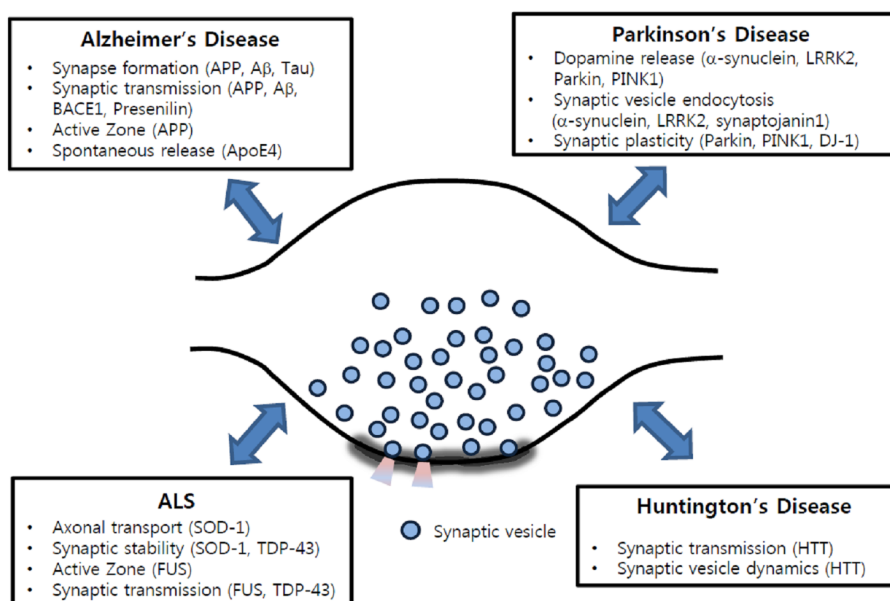 Alzheimer's Disease
• Synapse formation (APP, Aβ, Tau)
• Synaptic transmission (APP, Aβ,
BACE1, Presenilin)
• Active Zone (APP)
• Spontaneous release (ApoE4)
Parkinson's Disease
• Dopamine release (α-synuclein, LRRK2,
Parkin, PINK1)
• Synaptic vesicle endocytosis
(α-synuclein, LRRK2, synaptojanin1)
• Synaptic plasticity (Parkin, PINK1, DJ-1)
ALS
• Axonal transport (SOD-1)
• Synaptic stability (SOD-1, TDP-43)
• Active Zone (FUS)
• Synaptic transmission (FUS, TDP-43)
Synaptic vesicle
Huntington's Disease
• Synaptic transmission (HTT)
• Synaptic vesicle dynamics (HTT)